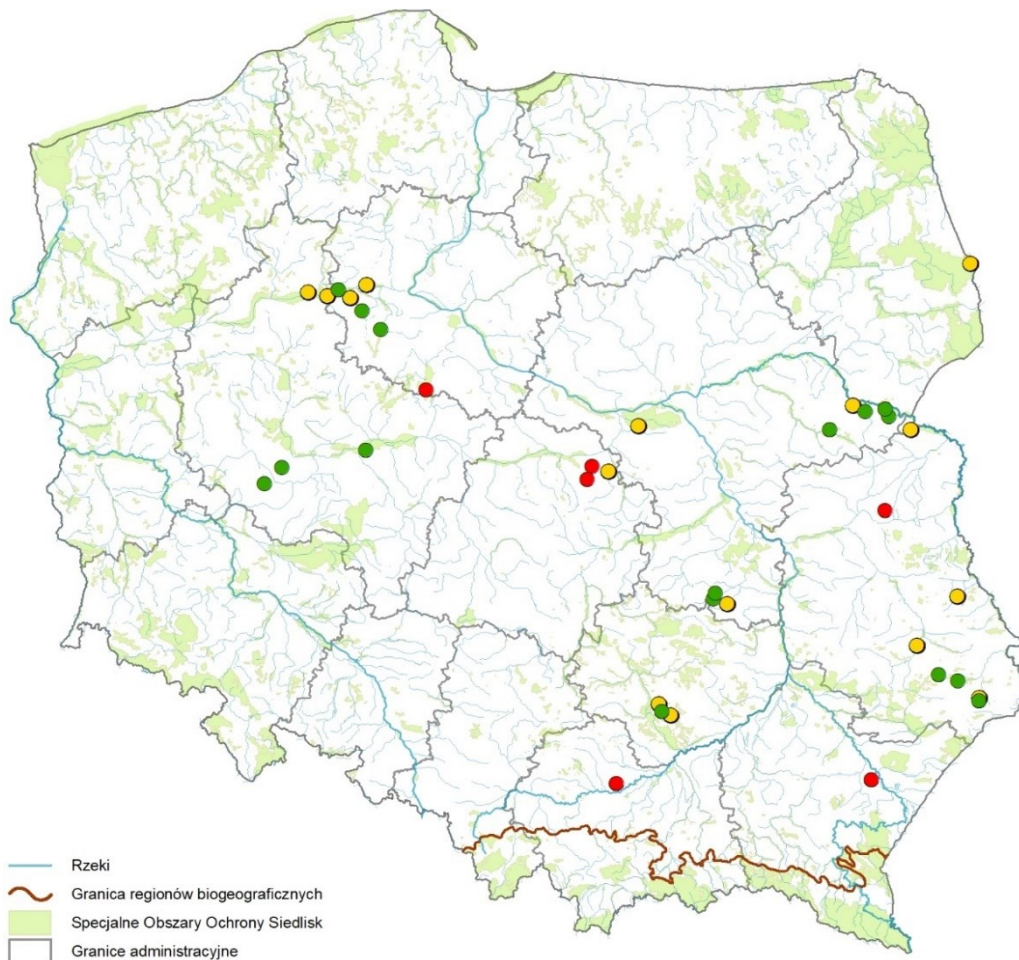 Rzeki
Granica regionów biogeograficznych
Specjalne Obszary Ochrony Siedlisk
Granice administracyjne